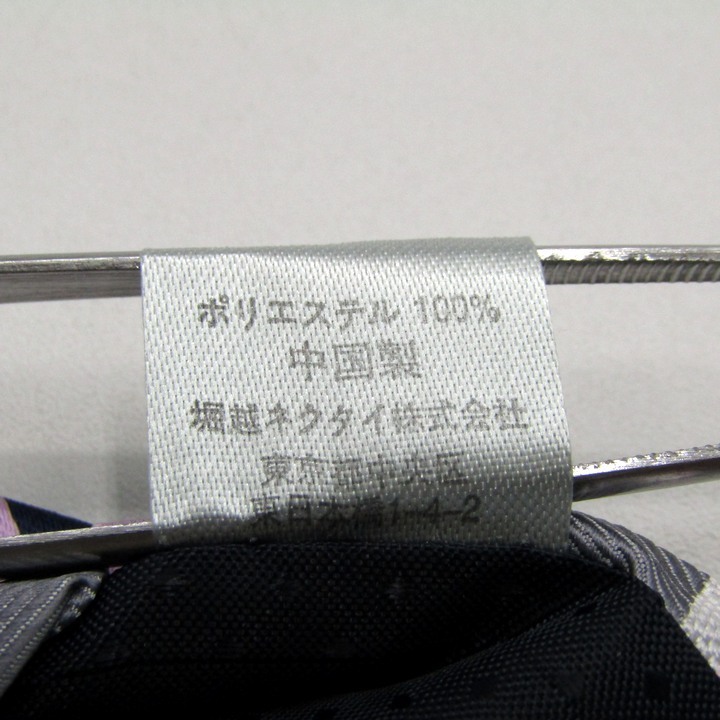 ポリエステル 100%
中国製
堀越ネクタイ株式会社
東京都中央区
東日本橋1-4-2